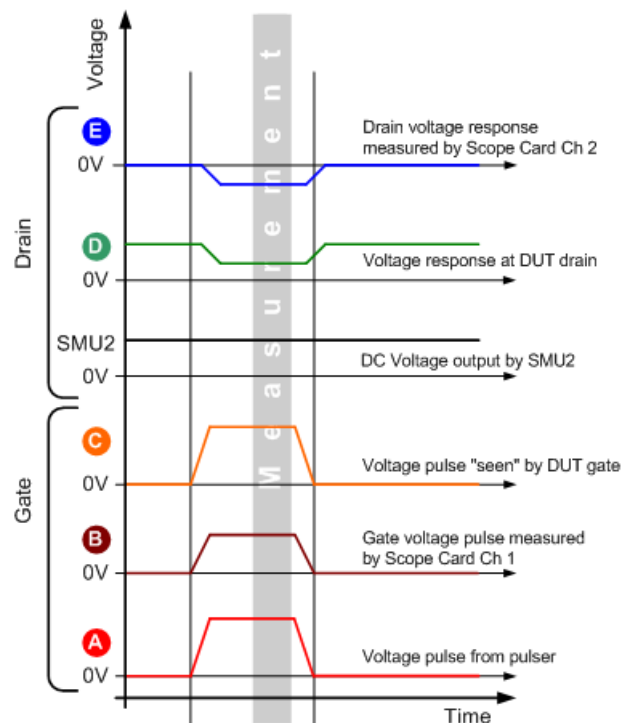 Voltage
Measurement
Drain
E
0V
Drain voltage response
measured by Scope Card Ch 2
D
0V
Voltage response at DUT drain
SMU2
0V
DC Voltage output by SMU2
Gate
C
0V
Voltage pulse "seen" by DUT gate
B
0V
Gate voltage pulse measured
by Scope Card Ch 1
A
0V
Voltage pulse from pulser
Time